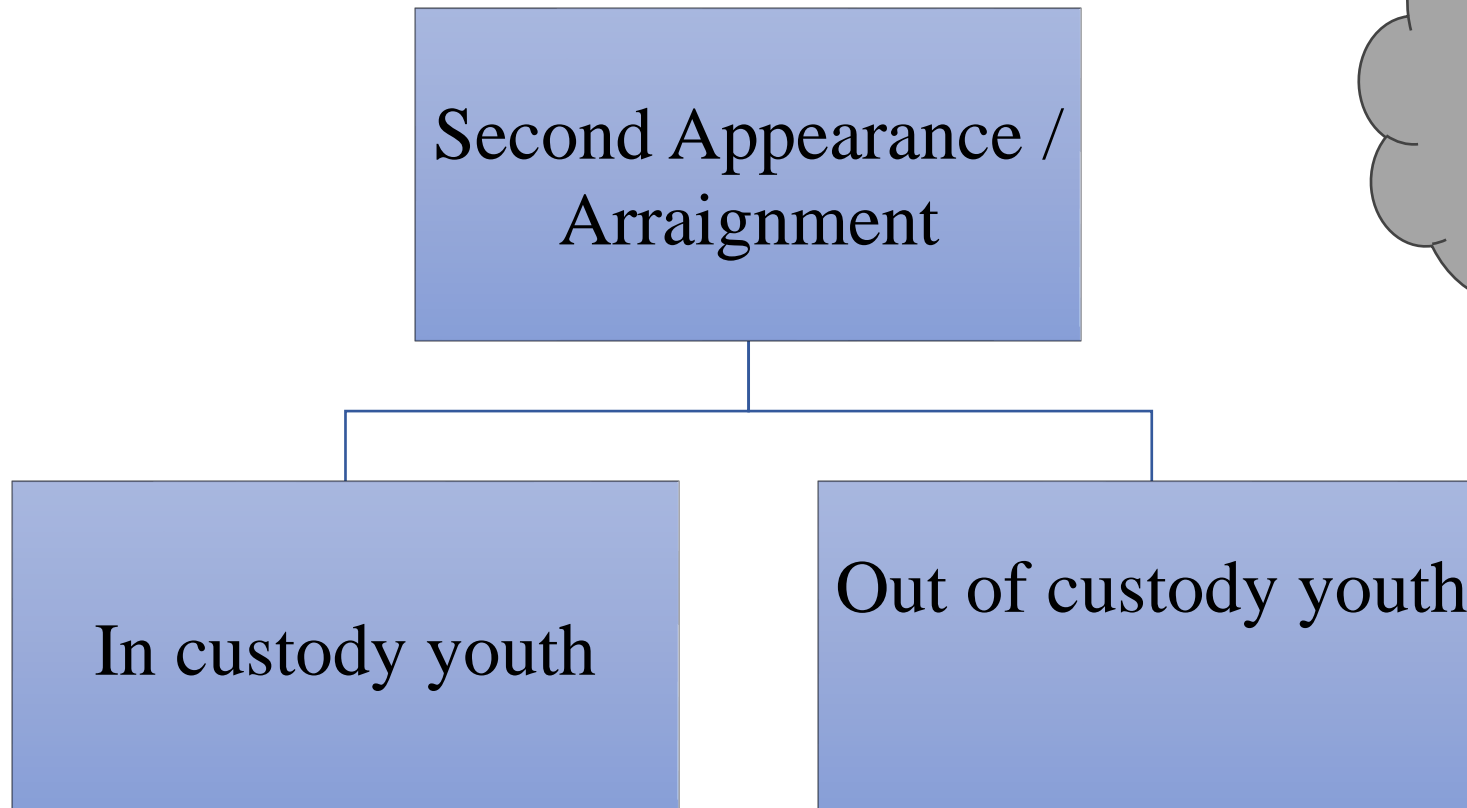 Second Appearance /
Arraignment
In custody youth
Out of custody youth